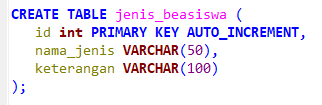 CREATE TABLE jenis_beasiswa (
id int PRIMARY KEY AUTO_INCREMENT,
nama_jenis VARCHAR(50),
keterangan VARCHAR(100)
);